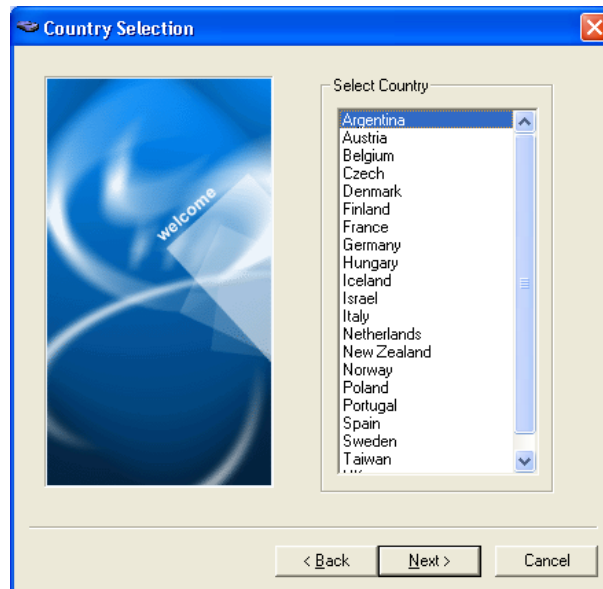 Country Selection
welcome
Select Country
Argentina
Austria
Belgium
Czech
Denmark
Finland
France
Germany
Hungary
Iceland
Israel
Italy
Netherlands
New Zealand
Norway
Poland
Portugal
Spain
Sweden
Taiwan
< Back
Next >
Cancel